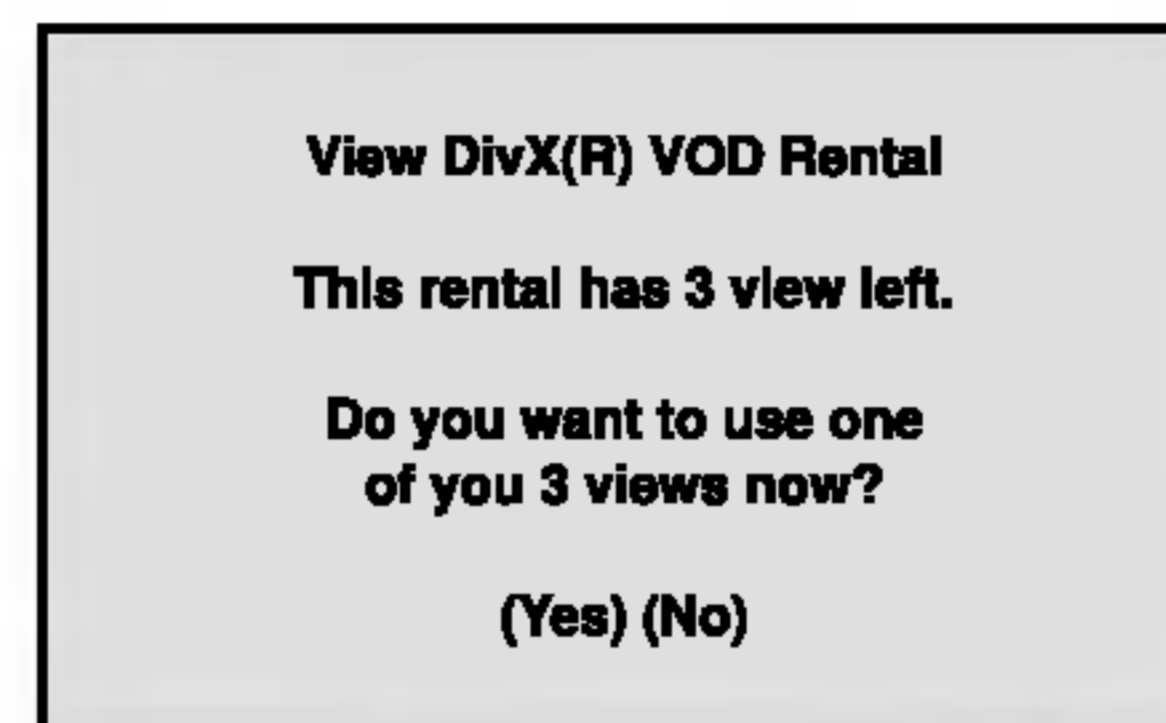 View DivX(R) VOD Rental
This rental has 3 view left.
Do you want to use one
of you 3 views now?
(Yes) (No)